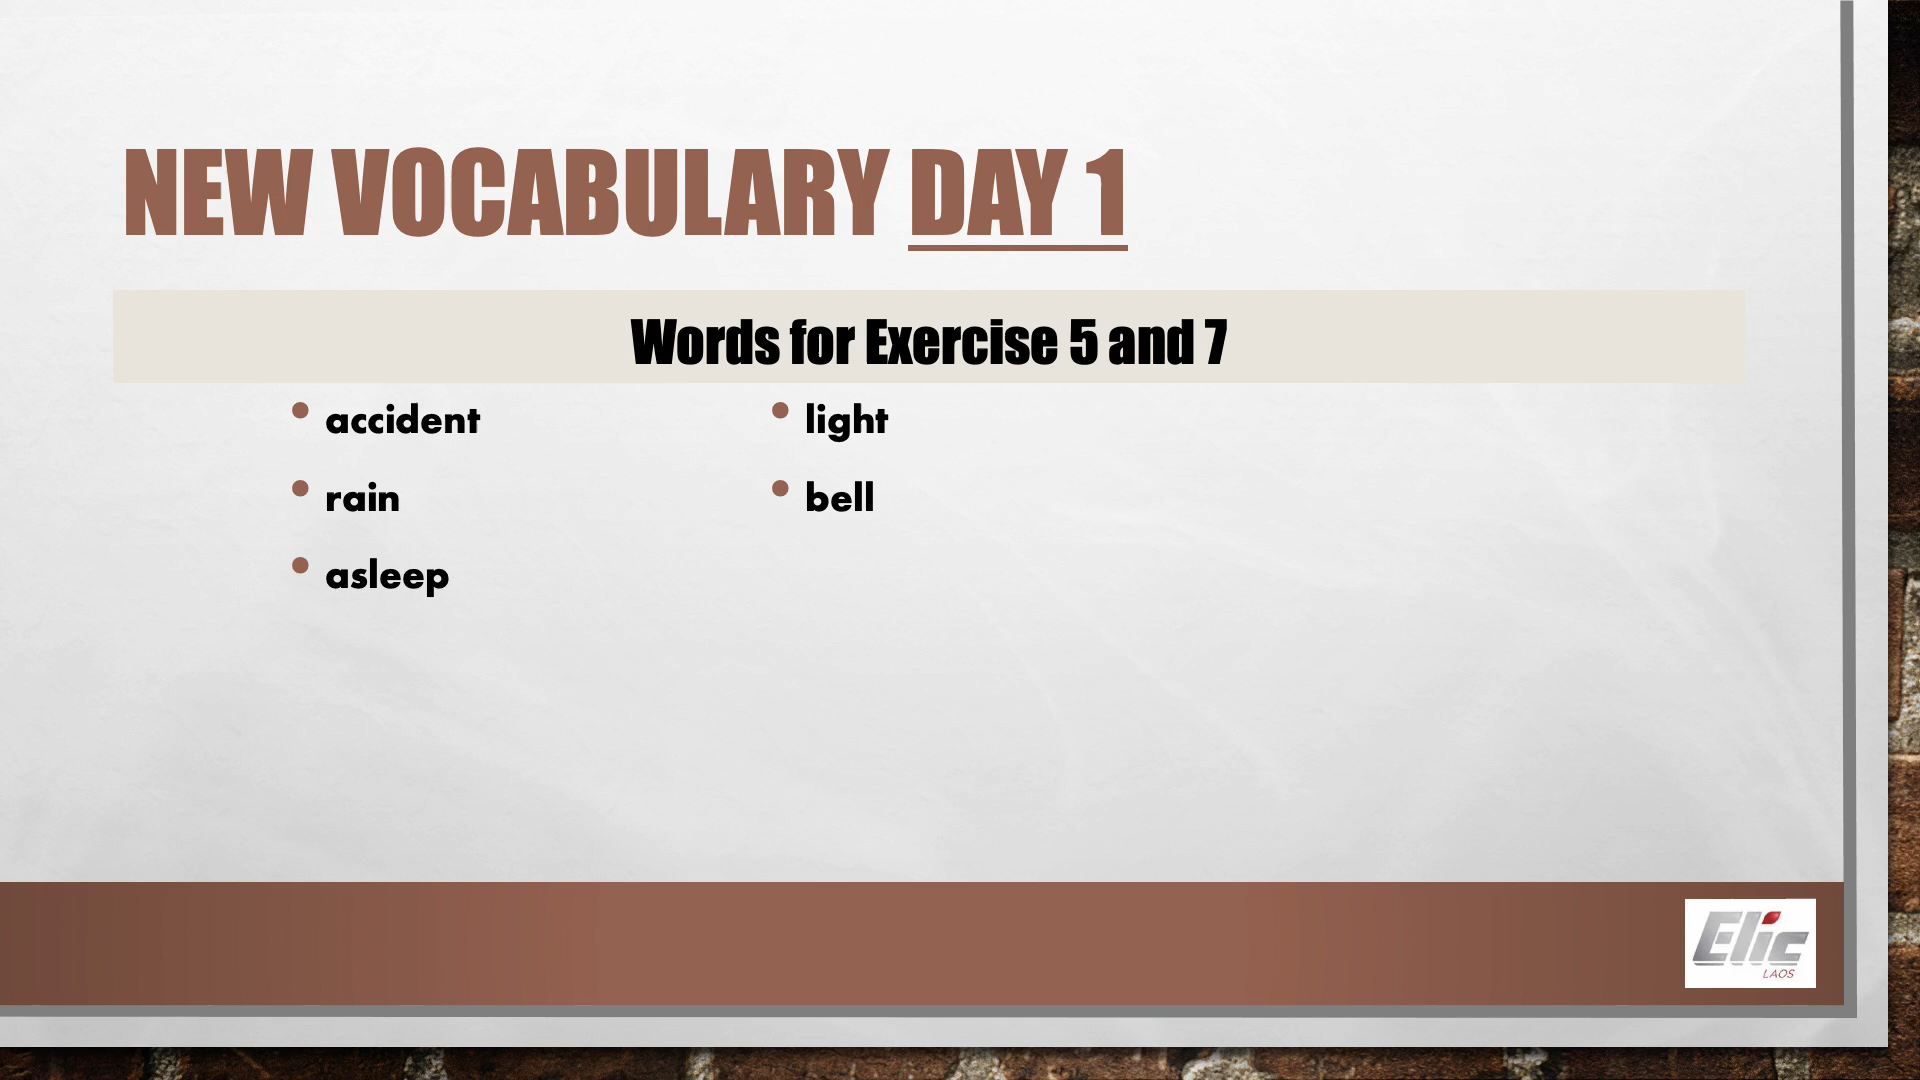 NEW VOCABULARY DAY 1
Words for Exercise 5 and 7
accident
rain
asleep
light
bell
Elic
LAOS